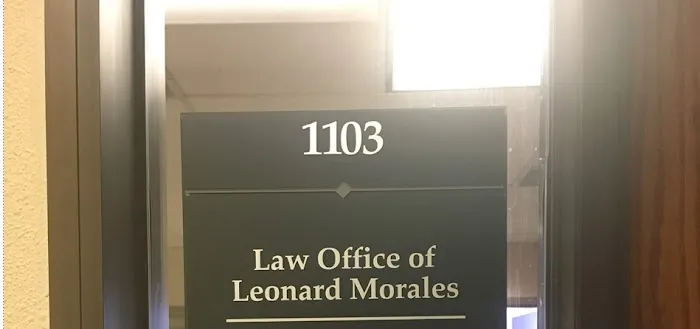 1103
Law Office of
Leonard Morales